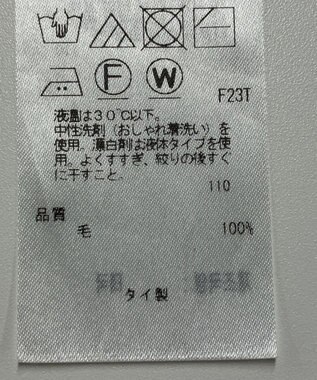 F W
F23T
液温は30℃以下。
中性洗剤（おしゃれ着洗い）を
使用。漂白剤は液体タイプを使
用。よくすすぎ、絞りの後すぐ
に干すこと。
110
品質
毛 100%
タイ製